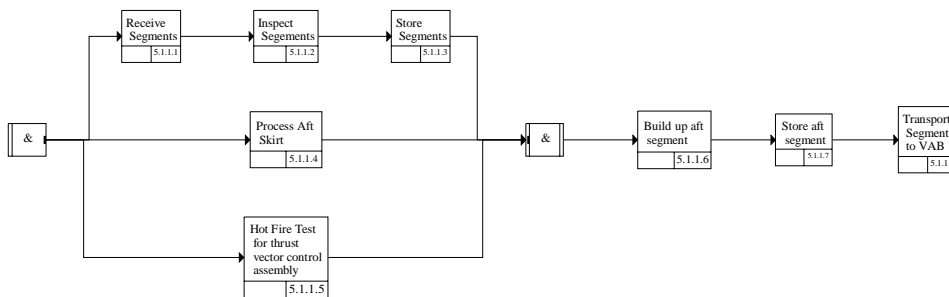 Receive
Segments
5.1.1.1
Inspect
Segements
5.1.1.2
Store
Segments
5.1.1.3
&
Process Aft
Skirt
5.1.1.4
Hot Fire Test
for thrust
vector control
assembly
5.1.1.5
&
Build up aft
segment
5.1.1.6
Store aft
segment
5.1.1.7
Transport
Segment
to VAB